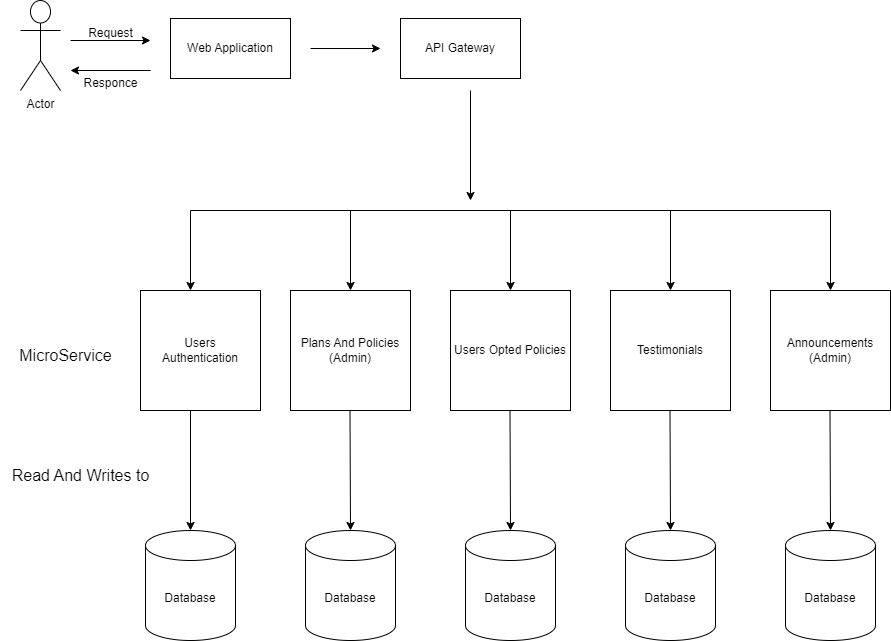 Request
Web Application
API Gateway
Responce
Actor
MicroService
Users
Authentication
Plans And Policies
(Admin)
Users Opted Policies
Testimonials
Announcements
(Admin)
Read And Writes to
Database
Database
Database
Database
Database